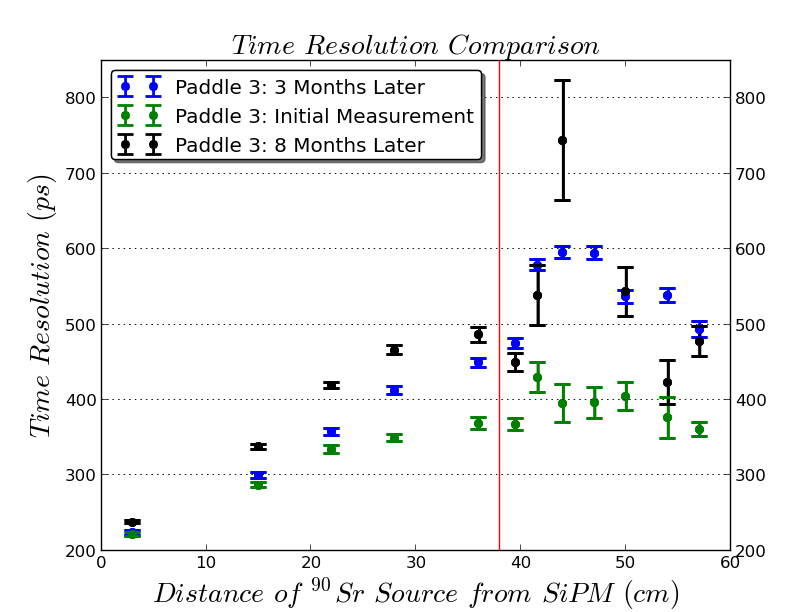 Time Resolution Comparison
Paddle 3: 3 Months Later
Paddle 3: Initial Measurement
Paddle 3: 8 Months Later
800 800
700 700
600 600
500 500
400 400
300 300
200 200
0 10 20 30 40 50 60
Time Resolution (ps)
Distance of 90Sr Source from SiPM (cm)